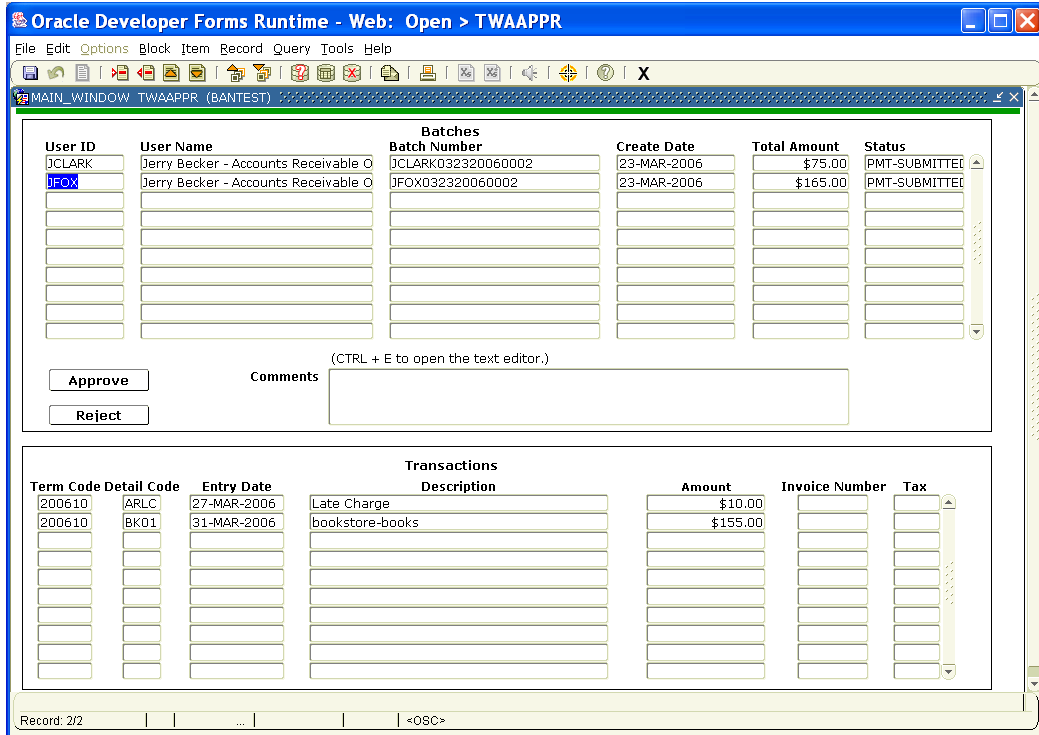 Oracle Developer Forms Runtime - Web: Open > TWAAPPR
File Edit Options Block Item Record Query Tools Help
X
MAIN_WINDOW TWAAPPR (BANTEST)
Batches
User ID User Name Batch Number Create Date Total Amount Status
JCLARK Jerry Becker - Accounts Receivable O JCLARK032320060002 23-MAR-2006 $75.00 PMT-SUBMITTED
JFOX Jerry Becker - Accounts Receivable O JFOX032320060002 23-MAR-2006 $165.00 PMT-SUBMITTED
(CTRL + E to open the text editor.)
Approve Comments
Reject
Transactions
Term Code Detail Code Entry Date Description Amount Invoice Number Tax
200610 ARLC 27-MAR-2006 Late Charge $10.00
200610 BK01 31-MAR-2006 bookstore-books $155.00
Record: 2/2 ... <OSC>